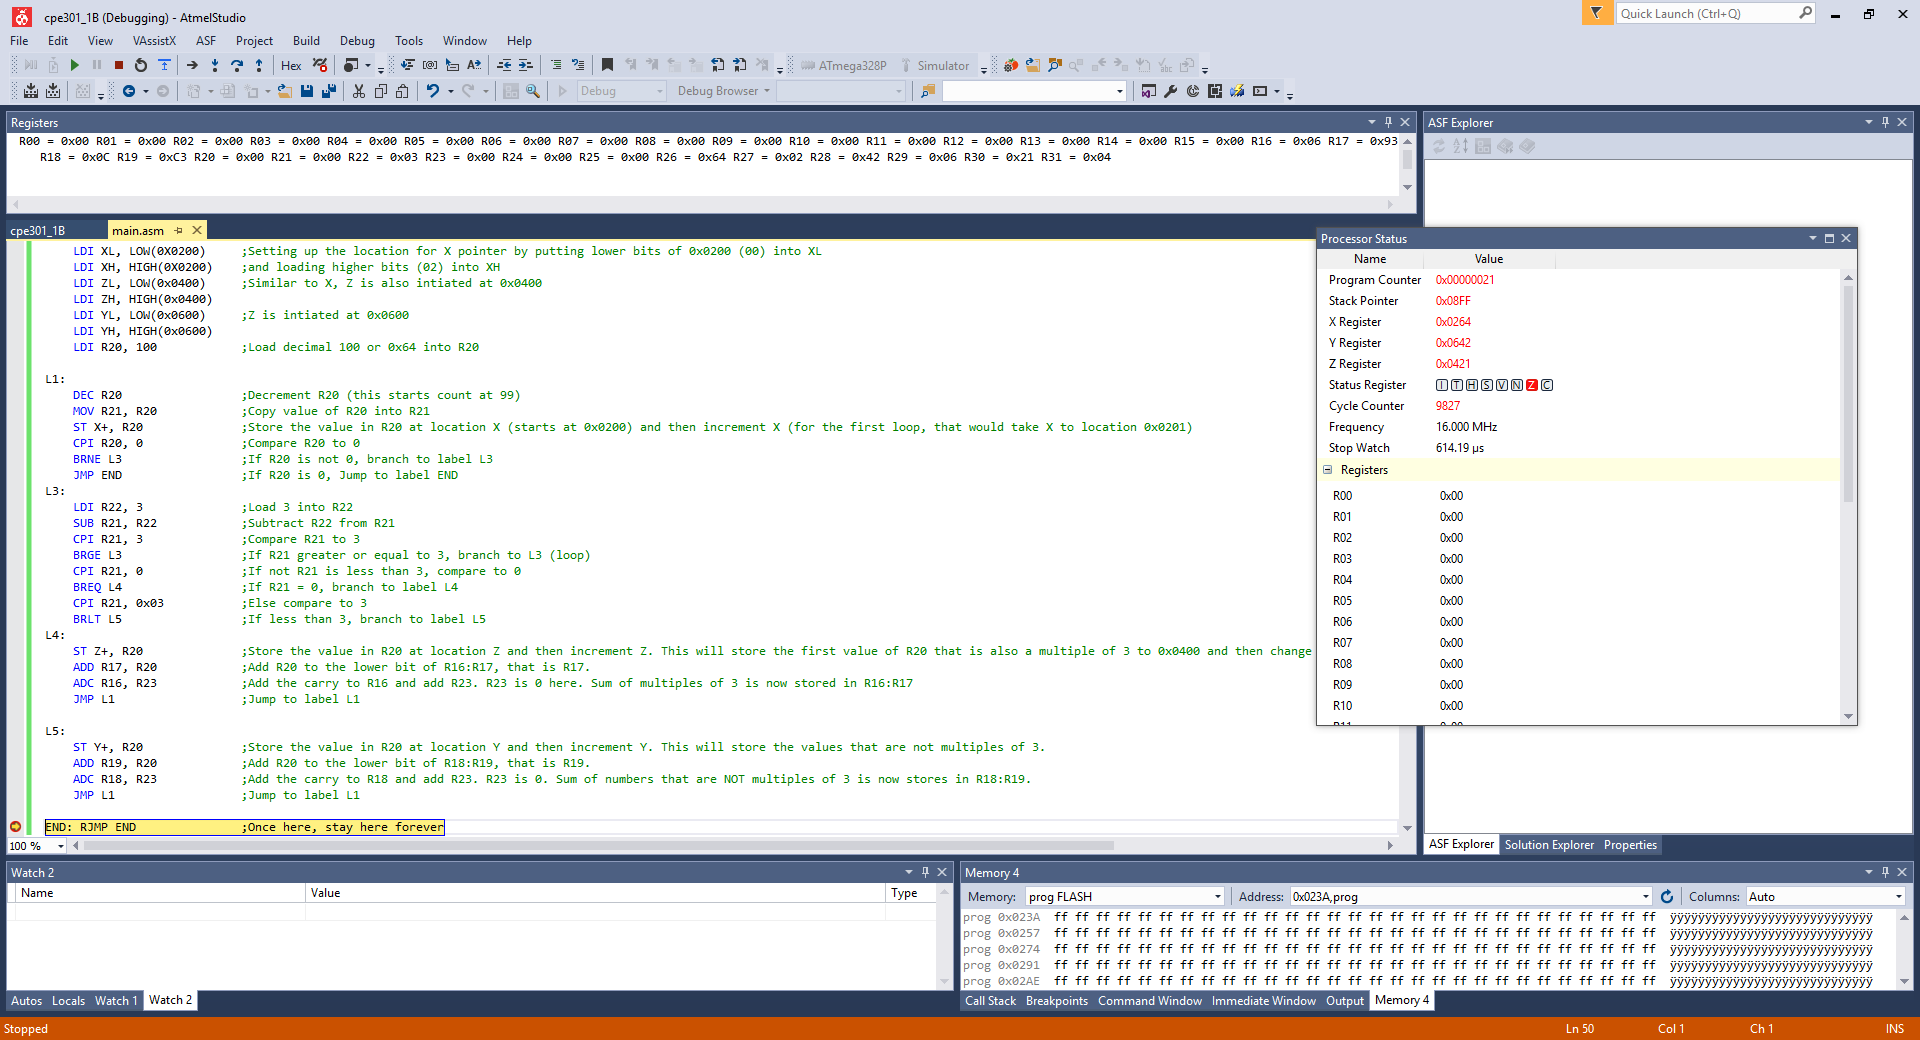 cpe301_1B (Debugging) - AtmelStudio
Quick Launch (Ctrl+Q)
File Edit View VAssistX ASF Project Build Debug Tools Window Help
Hex ATmega328P Simulator
Debug Debug Browser
Registers
R00 = 0x00 R01 = 0x00 R02 = 0x00 R03 = 0x00 R04 = 0x00 R05 = 0x00 R06 = 0x00 R07 = 0x00 R08 = 0x00 R09 = 0x00 R10 = 0x00 R11 = 0x00 R12 = 0x00 R13 = 0x00 R14 = 0x00 R15 = 0x00 R16 = 0x06 R17 = 0x93
R18 = 0x0C R19 = 0xC3 R20 = 0x00 R21 = 0x00 R22 = 0x03 R23 = 0x00 R24 = 0x00 R25 = 0x00 R26 = 0x64 R27 = 0x02 R28 = 0x42 R29 = 0x06 R30 = 0x21 R31 = 0x04
ASF Explorer
cpe301_1B main.asm
LDI XL, LOW(0X0200) ;Setting up the location for X pointer by putting lower bits of 0x0200 (00) into XL
LDI XH, HIGH(0X0200) ;and loading higher bits (02) into XH
LDI ZL, LOW(0x0400) ;Similar to X, Z is also intiated at 0x0400
LDI ZH, HIGH(0x0400)
LDI YL, LOW(0x0600) ;Z is intiated at 0x0600
LDI YH, HIGH(0x0600)
LDI R20, 100 ;Load decimal 100 or 0x64 into R20
L1:
DEC R20 ;Decrement R20 (this starts count at 99)
MOV R21, R20 ;Copy value of R20 into R21
ST X+, R20 ;Store the value in R20 at location X (starts at 0x0200) and then increment X (for the first loop, that would take X to location 0x0201)
CPI R20, 0 ;Compare R20 to 0
BRNE L3 ;If R20 is not 0, branch to label L3
JMP END ;If R20 is 0, Jump to label END
L3:
LDI R22, 3 ;Load 3 into R22
SUB R21, R22 ;Subtract R22 from R21
CPI R21, 3 ;Compare R21 to 3
BRGE L3 ;If R21 greater or equal to 3, branch to L3 (loop)
CPI R21, 0 ;If not R21 is less than 3, compare to 0
BREQ L4 ;If R21 = 0, branch to label L4
CPI R21, 0x03 ;Else compare to 3
BRLT L5 ;If less than 3, branch to label L5
L4:
ST Z+, R20 ;Store the value in R20 at location Z and then increment Z. This will store the first value of R20 that is also a multiple of 3 to 0x0400 and then change
ADD R17, R20 ;Add R20 to the lower bit of R16:R17, that is R17.
ADC R16, R23 ;Add the carry to R16 and add R23. R23 is 0 here. Sum of multiples of 3 is now stored in R16:R17
JMP L1 ;Jump to label L1
L5:
ST Y+, R20 ;Store the value in R20 at location Y and then increment Y. This will store the values that are not multiples of 3.
ADD R19, R20 ;Add R20 to the lower bit of R18:R19, that is R19.
ADC R18, R23 ;Add the carry to R18 and add R23. R23 is 0. Sum of numbers that are NOT multiples of 3 is now stores in R18:R19.
JMP L1 ;Jump to label L1
END: RJMP END ;Once here, stay here forever
100 %
Processor Status
Name Value
Program Counter 0x00000021
Stack Pointer 0x08FF
X Register 0x0264
Y Register 0x0642
Z Register 0x0421
Status Register I T H S V N Z C
Cycle Counter 9827
Frequency 16.000 MHz
Stop Watch 614.19 µs
Registers
R00 0x00
R01 0x00
R02 0x00
R03 0x00
R04 0x00
R05 0x00
R06 0x00
R07 0x00
R08 0x00
R09 0x00
R10 0x00
R11 0x00
ASF Explorer Solution Explorer Properties
Watch 2
Name Value Type
Autos Locals Watch 1 Watch 2
Memory 4
Memory: prog FLASH Address: 0x023A,prog Columns: Auto
prog 0x023A ff ff ff ff ff ff ff ff ff ff ff ff ff ff ff ff ff ff ff ff ff ff ff ff ff ff ff ff ff ÿÿÿÿÿÿÿÿÿÿÿÿÿÿÿÿÿÿÿÿÿÿÿÿÿÿÿÿÿ
prog 0x0257 ff ff ff ff ff ff ff ff ff ff ff ff ff ff ff ff ff ff ff ff ff ff ff ff ff ff ff ff ff ÿÿÿÿÿÿÿÿÿÿÿÿÿÿÿÿÿÿÿÿÿÿÿÿÿÿÿÿÿ
prog 0x0274 ff ff ff ff ff ff ff ff ff ff ff ff ff ff ff ff ff ff ff ff ff ff ff ff ff ff ff ff ff ÿÿÿÿÿÿÿÿÿÿÿÿÿÿÿÿÿÿÿÿÿÿÿÿÿÿÿÿÿ
prog 0x0291 ff ff ff ff ff ff ff ff ff ff ff ff ff ff ff ff ff ff ff ff ff ff ff ff ff ff ff ff ff ÿÿÿÿÿÿÿÿÿÿÿÿÿÿÿÿÿÿÿÿÿÿÿÿÿÿÿÿÿ
prog 0x02AE ff ff ff ff ff ff ff ff ff ff ff ff ff ff ff ff ff ff ff ff ff ff ff ff ff ff ff ff ff ÿÿÿÿÿÿÿÿÿÿÿÿÿÿÿÿÿÿÿÿÿÿÿÿÿÿÿÿÿ
Call Stack Breakpoints Command Window Immediate Window Output Memory 4
Stopped Ln 50 Col 1 Ch 1 INS